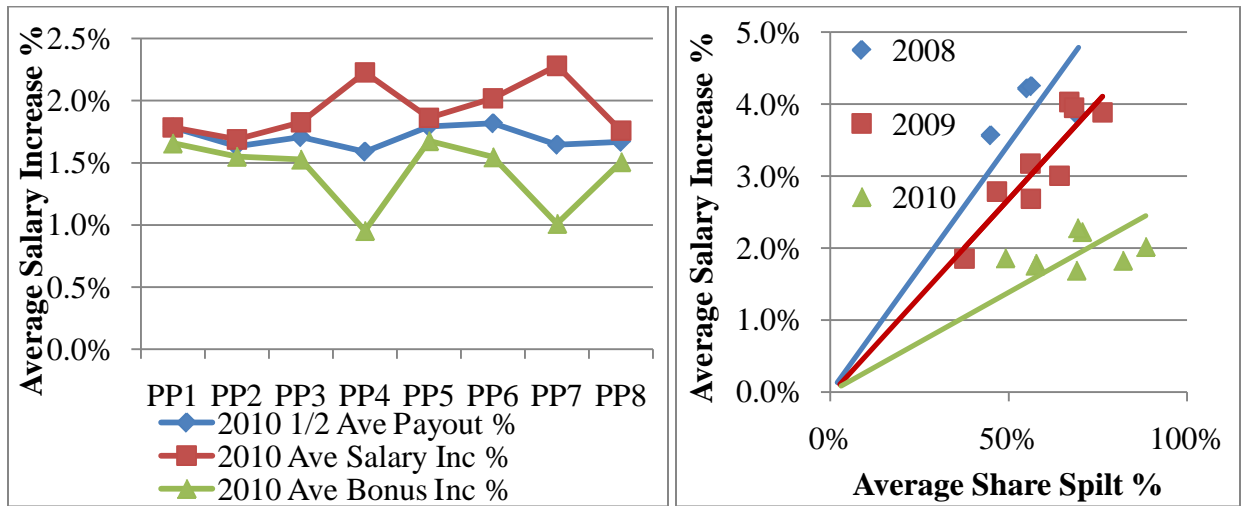 Average Salary Increase %
2.5%
2.0%
1.5%
1.0%
0.5%
0.0%
PP1 PP2 PP3 PP4 PP5 PP6 PP7 PP8
2010 1/2 Ave Payout %
2010 Ave Salary Inc %
2010 Ave Bonus Inc %
Average Salary Increase %
5.0%
4.0%
3.0%
2.0%
1.0%
0.0%
2008
2009
2010
0% 50% 100%
Average Share Spilt %